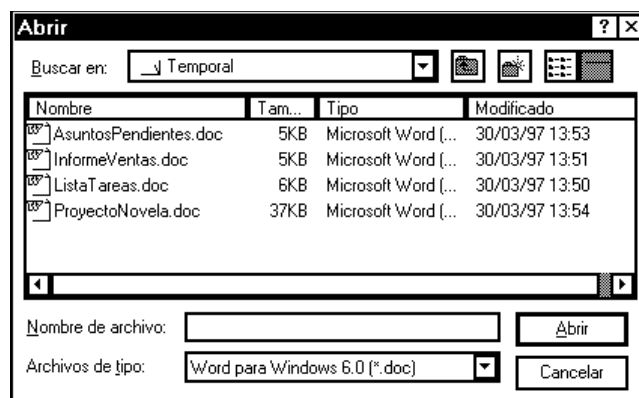 Abrir
Buscar en: Temporal
Nombre Tam... Tipo Modificado
AsuntosPendientes.doc 5KB Microsoft Word (... 30/03/97 13:53
InformeVentas.doc 5KB Microsoft Word (... 30/03/97 13:51
ListaTareas.doc 6KB Microsoft Word (... 30/03/97 13:50
ProyectoNovela.doc 37KB Microsoft Word (... 30/03/97 13:54
Nombre de archivo: Abrir
Archivos de tipo: Word para Windows 6.0 (*.doc) Cancelar